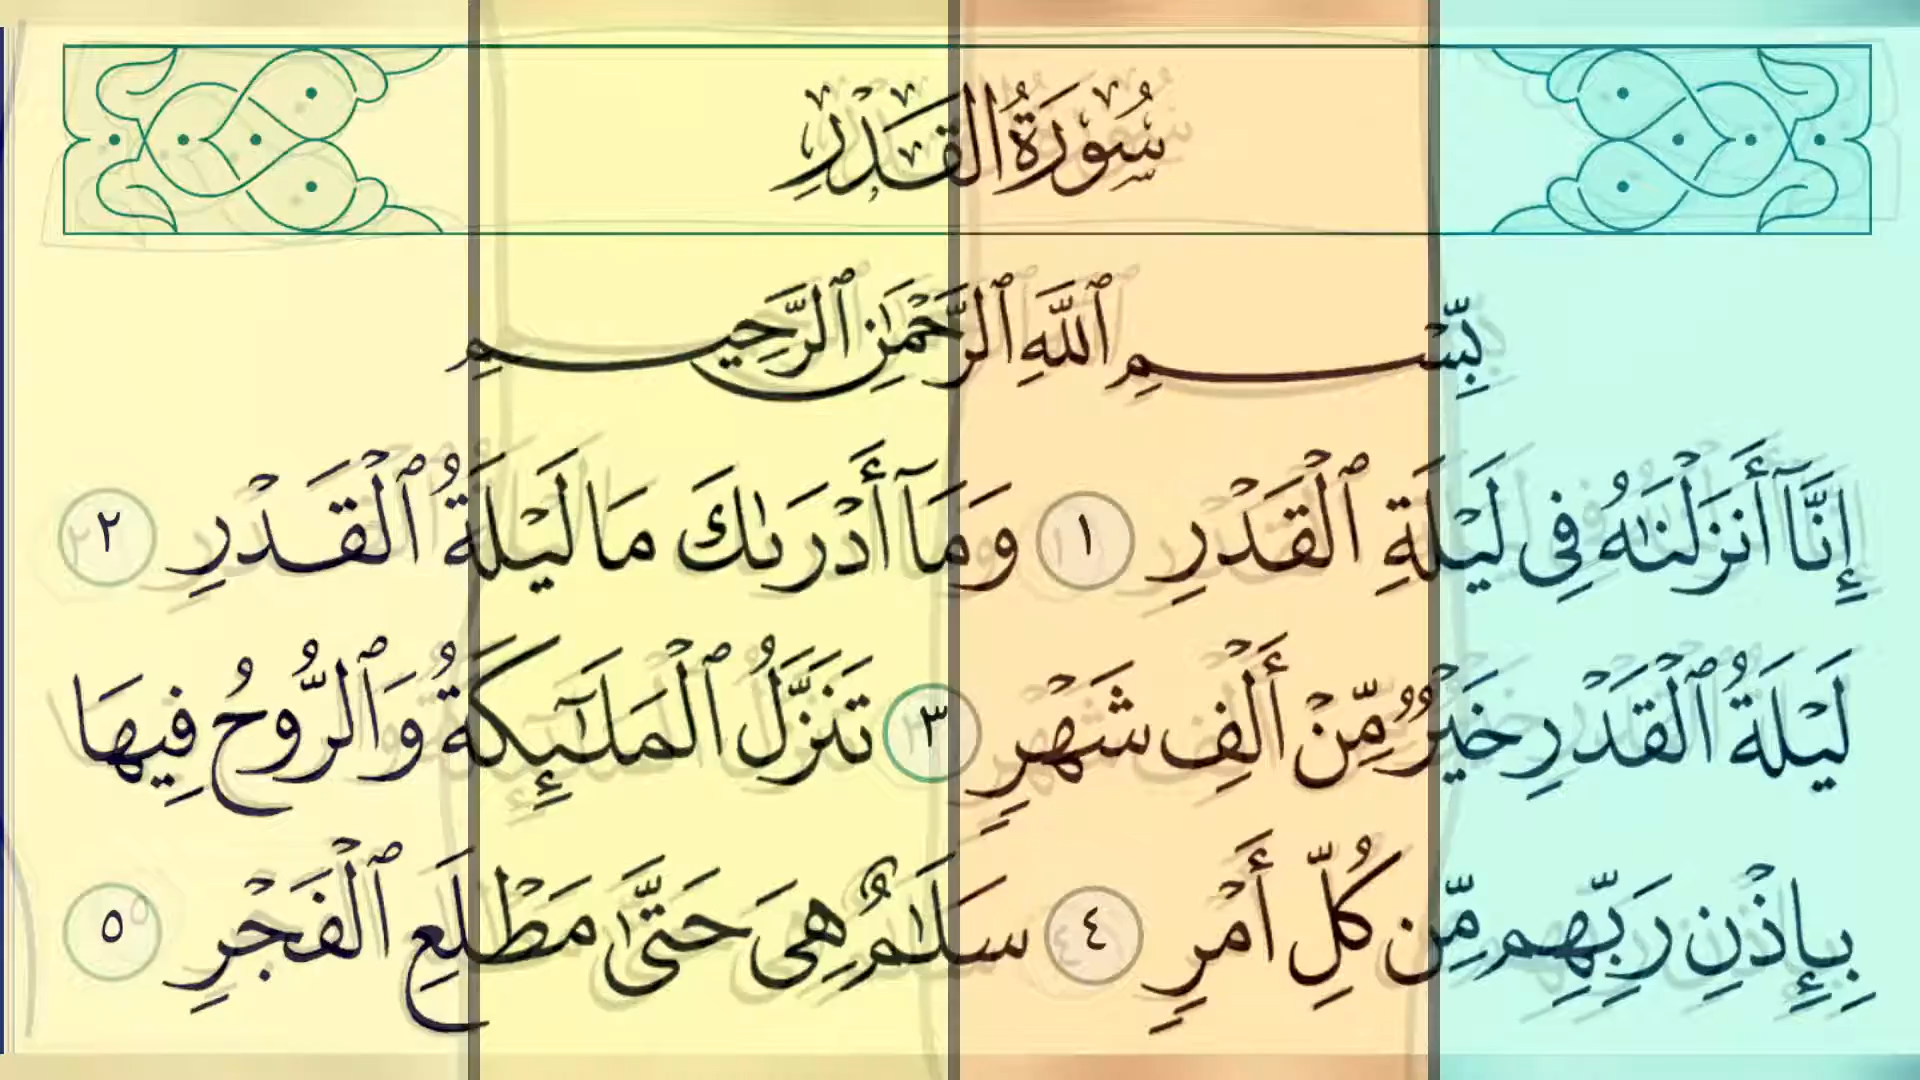 سُورَةُ القَدْرِ
بِسْمِ ٱللَّهِ ٱلرَّحْمَٰنِ ٱلرَّحِيمِ
إِنَّآ أَنزَلْنَٰهُ فِى لَيْلَةِ ٱلْقَدْرِ ١ وَمَآ أَدْرَىٰكَ مَا لَيْلَةُ ٱلْقَدْرِ ٢
لَيْلَةُ ٱلْقَدْرِ خَيْرٌ مِّنْ أَلْفِ شَهْرٍ ٣ تَنَزَّلُ ٱلْمَلَٰٓئِكَةُ وَٱلرُّوحُ فِيهَا
بِإِذْنِ رَبِّهِم مِّن كُلِّ أَمْرٍ ٤ سَلَٰمٌ هِىَ حَتَّىٰ مَطْلَعِ ٱلْفَجْرِ ٥